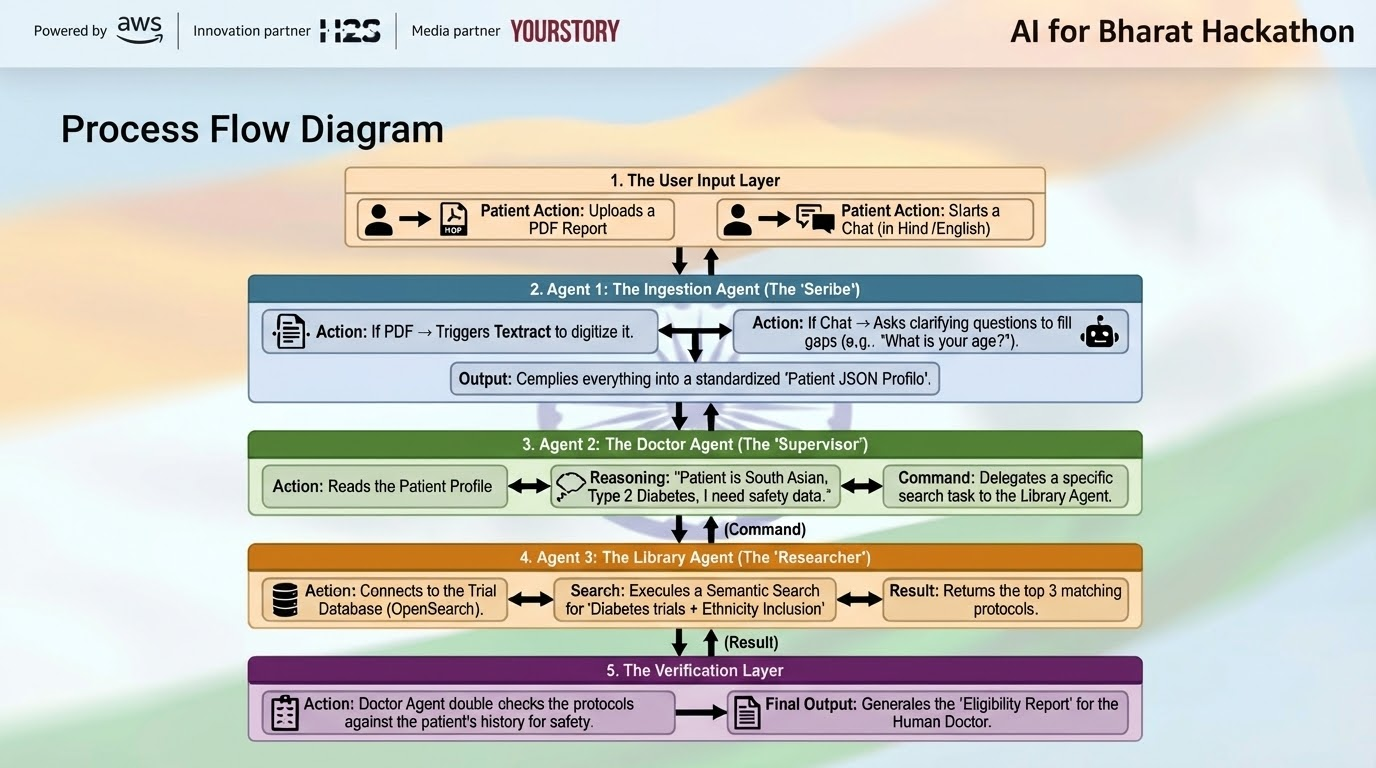 Powered by aws Innovation partner H2S Media partner YOURSTORY
AI for Bharat Hackathon
Process Flow Diagram
1. The User Input Layer
HOP
Patient Action: Uploads a
PDF Report
Patient Action: Slarts a
Chat (in Hind /English)
2. Agent 1: The Ingestion Agent (The 'Seribe')
Action: If PDF → Triggers Textract to digitize it.
Action: If Chat → Asks clarifying questions to fill
gaps (e.g.. "What is your age?").
Output: Cemplies everything into a standardized 'Patient JSON Profilo'.
3. Agent 2: The Doctor Agent (The 'Supervisor')
Action: Reads the Patient Profile
Reasoning: "Patient is South Asian,
Type 2 Diabetes, I need safety data."
Command: Delegates a specific
search task to the Library Agent.
(Command)
4. Agent 3: The Library Agent (The 'Researcher')
Aetion: Connects to the Trial
Database (OpenSearch).
Search: Executes a Semantic Search
for 'Diabetes trials + Ethnicity Inclusion'
Result: Returns the top 3 matching
protocols.
(Result)
5. The Verification Layer
Action: Doctor Agent double checks the protocols
against the patient's history for safety.
Final Output: Generales the 'Eligibility Report' for the
Human Doctor.